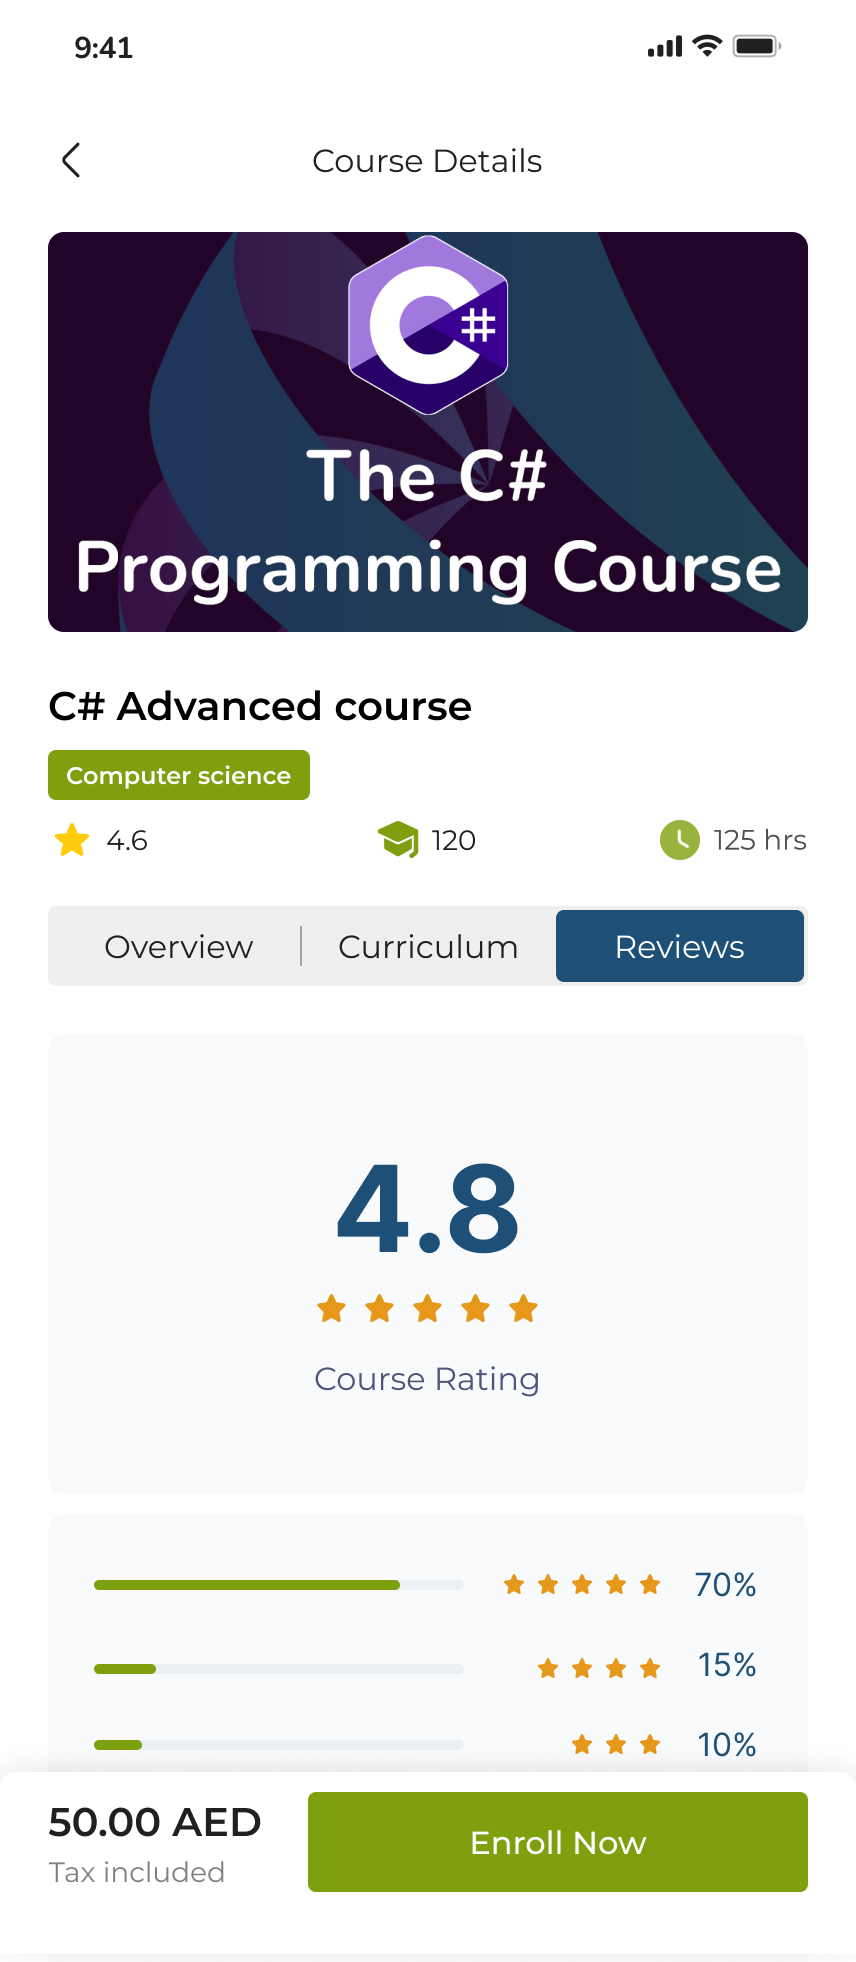 9:41
Course Details
C#
The C#
Programming Course
C# Advanced course
Computer science
4.6
120
125 hrs
Overview
Curriculum
Reviews
4.8
Course Rating
70%
15%
10%
50.00 AED
Tax included
Enroll Now